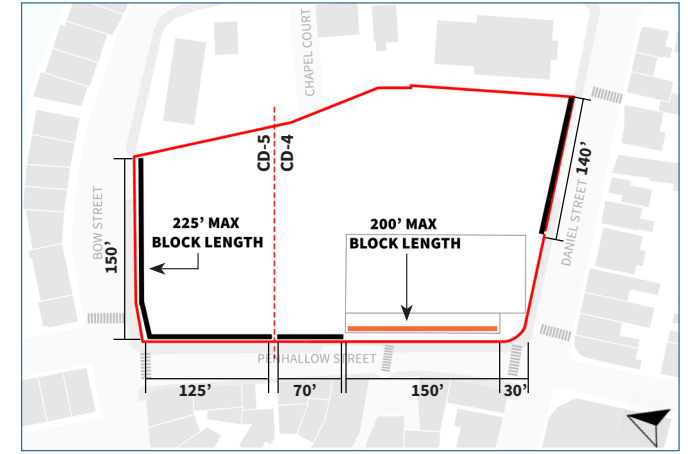 CHAPEL COURT
CD-5
CD-4
140’
DANIEL STREET
BOW STREET
150’
225’ MAX
BLOCK LENGTH
200’ MAX
BLOCK LENGTH
PENHALLOW STREET
125’
70’
150’
30’